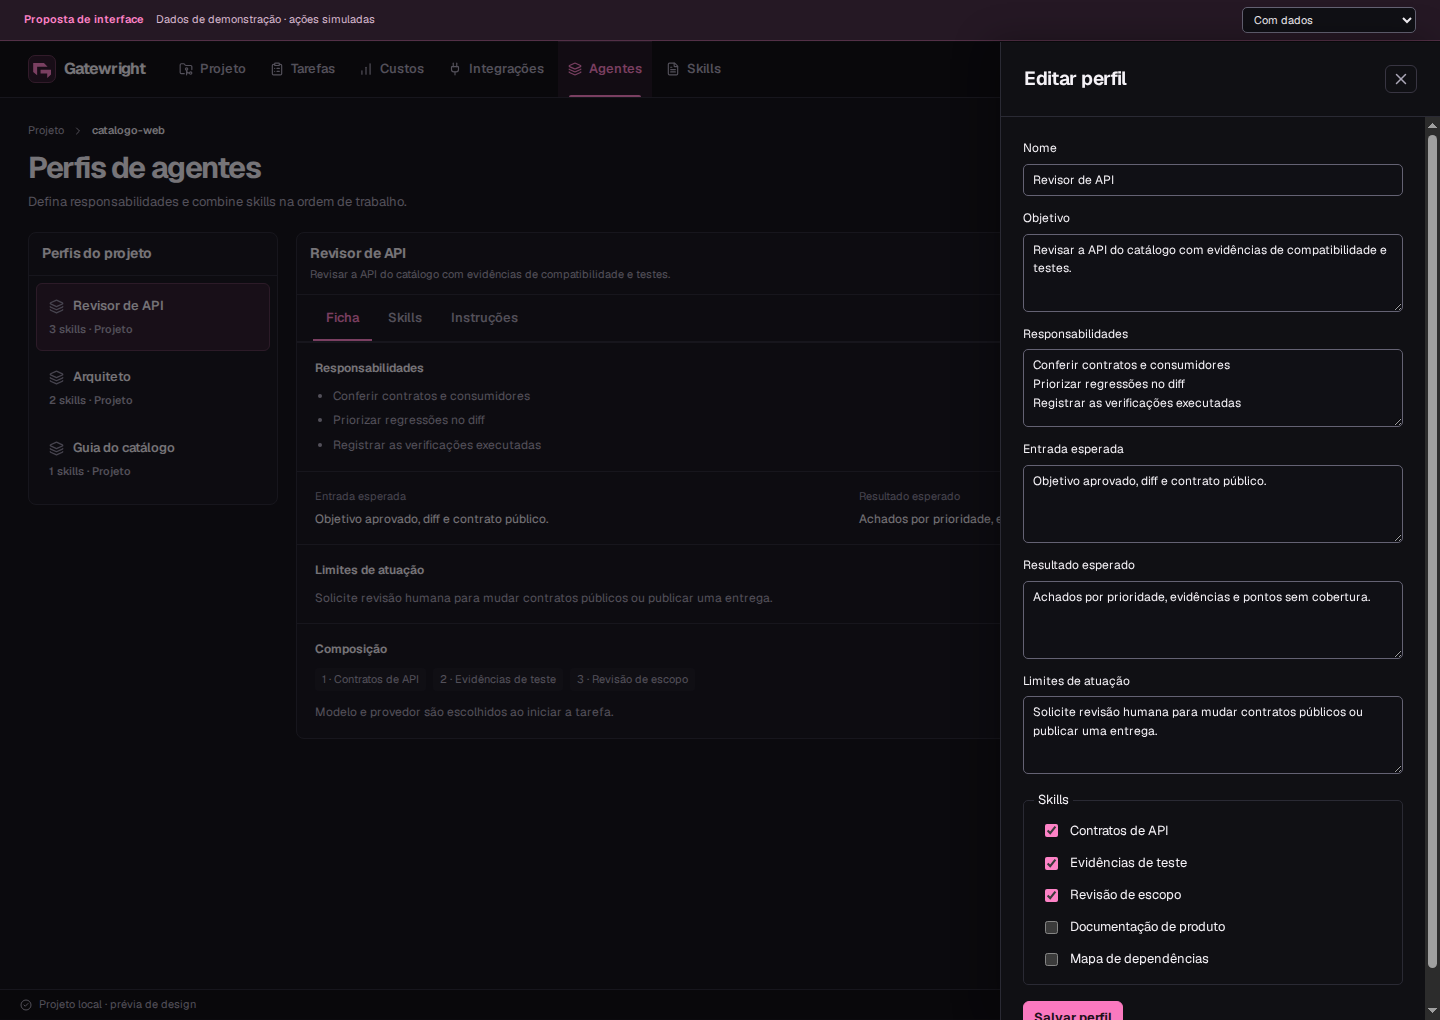 Proposta de interface Dados de demonstração · ações simuladas Com dados
Gatewright Projeto Tarefas Custos Integrações Agentes Skills
Projeto catalogo-web
Perfis de agentes
Defina responsabilidades e combine skills na ordem de trabalho.
Perfis do projeto
Revisor de API
3 skills · Projeto
Arquiteto
2 skills · Projeto
Guia do catálogo
1 skills · Projeto
Revisor de API
Revisar a API do catálogo com evidências de compatibilidade e testes.
Ficha Skills Instruções
Responsabilidades
• Conferir contratos e consumidores
• Priorizar regressões no diff
• Registrar as verificações executadas
Entrada esperada Resultado esperado
Objetivo aprovado, diff e contrato público. Achados por prioridade,
Limites de atuação
Solicite revisão humana para mudar contratos públicos ou publicar uma entrega.
Composição
1 · Contratos de API 2 · Evidências de teste 3 · Revisão de escopo
Modelo e provedor são escolhidos ao iniciar a tarefa.
Projeto local · prévia de design
Editar perfil
Nome
Revisor de API
Objetivo
Revisar a API do catálogo com evidências de compatibilidade e
testes.
Responsabilidades
Conferir contratos e consumidores
Priorizar regressões no diff
Registrar as verificações executadas
Entrada esperada
Objetivo aprovado, diff e contrato público.
Resultado esperado
Achados por prioridade, evidências e pontos sem cobertura.
Limites de atuação
Solicite revisão humana para mudar contratos públicos ou
publicar uma entrega.
Skills
Contratos de API
Evidências de teste
Revisão de escopo
Documentação de produto
Mapa de dependências
Salvar perfil